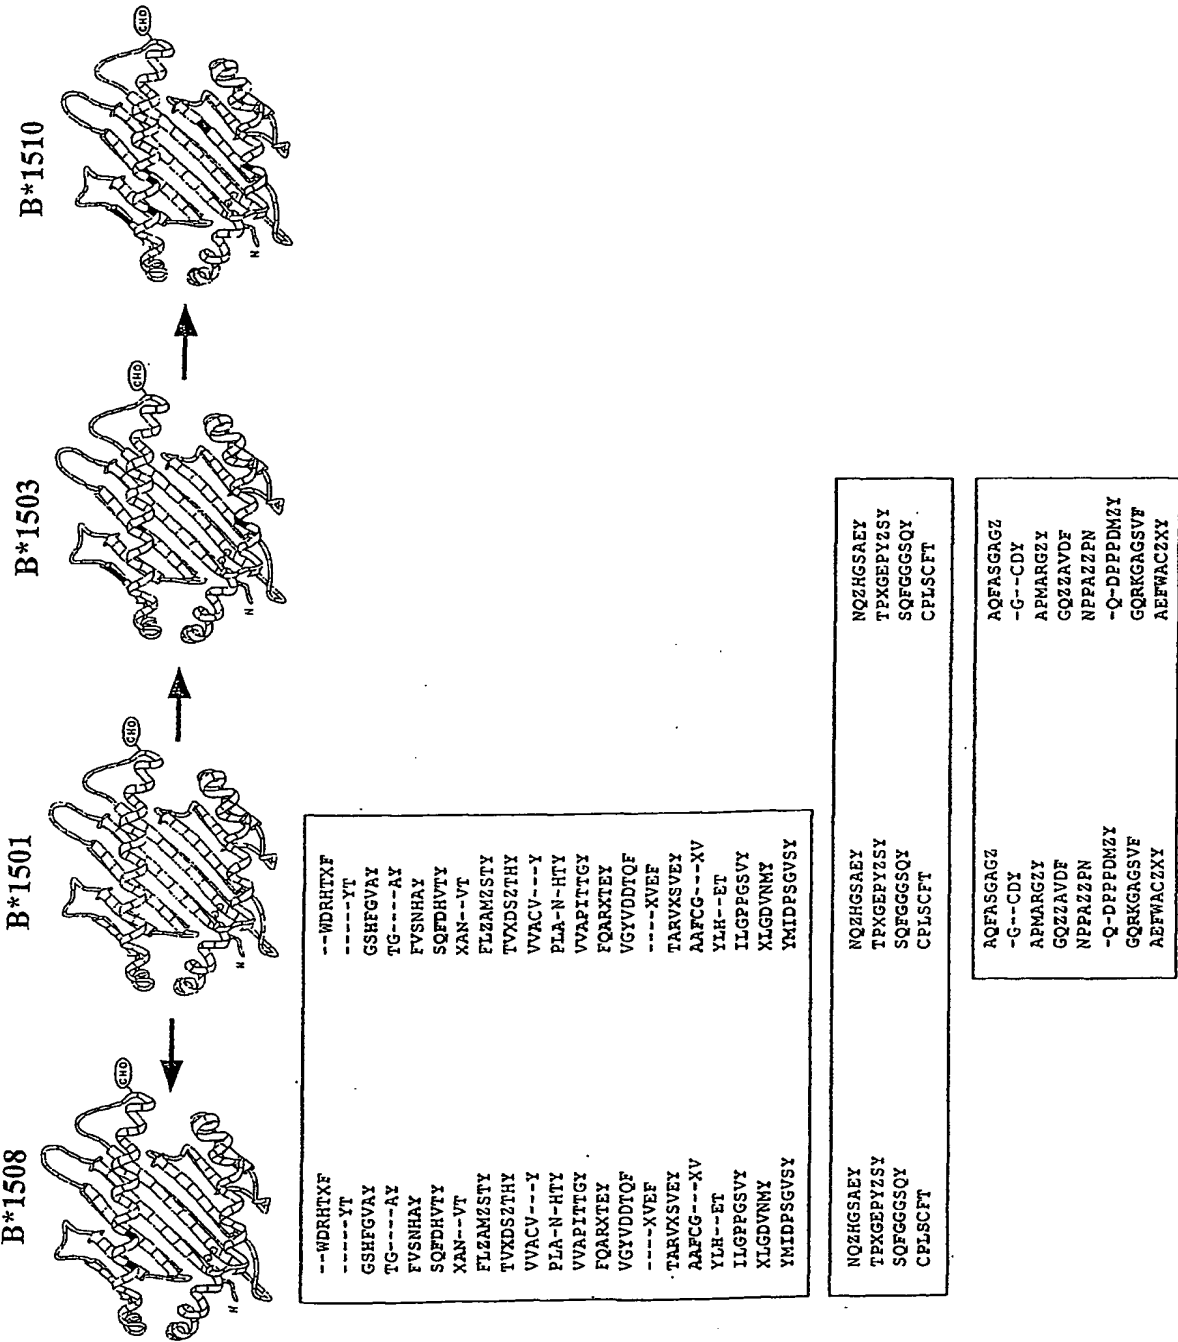 B*1508 B*1501 B*1503 B*1510
CHO CHO CHO CHO
N N N N
--WDRHTXF --WDRHTXF
-----YT -----YT
GSHFGVAY GSHFGVAY
TG----AY TG----AY
FVSNHAY FVSNHAY
SQFDHVTY SQFDHVTY
XAN--VT XAN--VT
FLZAMZSTY FLZAMZSTY
TVXDSZTHY TVXDSZTHY
VVACV---Y VVACV----Y
PLA-N-HTY PLA-N-HTY
VVAPITTGY VVAPITTGY
FQARXTEY FQARXTEY
VGYVDDTQF VGYVDDTQF
----XVEF ----XVEF
TARVXSVEY TARVXSVEY
AAFCG---XV AAFCG---XV
YLH--ET YLH--ET
ILGPPGSVY ILGPPGSVY
XLGDVNMY XLGDVNMY
YMIDPSGVSY YMIDPSGVSY
NQZHGSAEY NQZHGSAEY NQZHGSAEY
TPXGEPYZSY TPXGEPYZSY TPXGEPYZSY
SQFGGGSQY SQFGGGSQY SQFGGGSQY
CPLSCFT CPLSCFT CPLSCFT
AQFASGAGZ AQFASGAGZ
-G--CDY -G--CDY
APMARGZY APMARGZY
GQZZAVDF GQZZAVDF
NPPAZZPN NPPAZZPN
-Q-DPPPDMZY -Q-DPPPDMZY
GQRKGAGSVF GQRKGAGSVF
AEFWACZXY AEFWACZXY